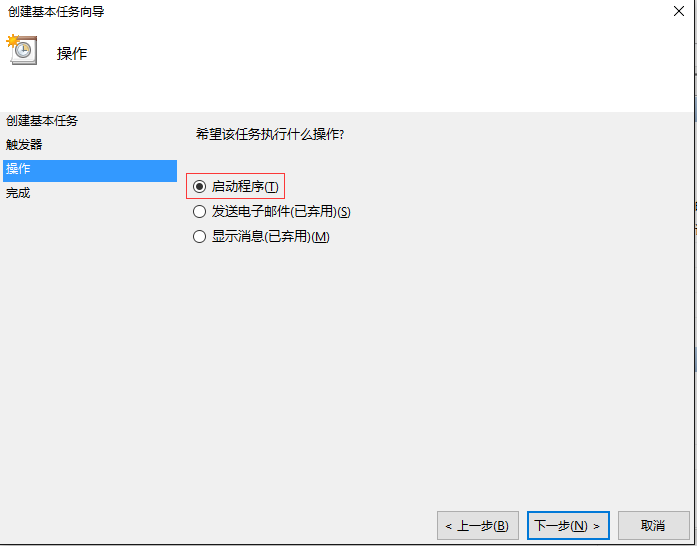 创建基本任务向导
操作
创建基本任务
触发器
操作
完成
希望该任务执行什么操作?
启动程序(T)
发送电子邮件(已弃用)(S)
显示消息(已弃用)(M)
< 上一步(B)
下一步(N) >
取消